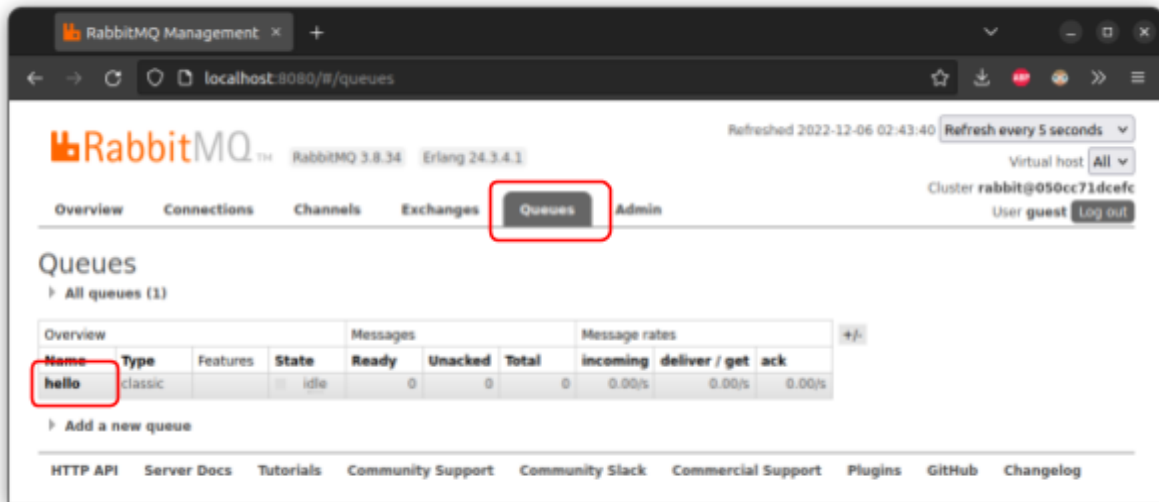 RabbitMQ Management × +
localhost:8080/#/queues
ABP
RabbitMQ TM RabbitMQ 3.8.34 Erlang 24.3.4.1
Refreshed 2022-12-06 02:43:40 Refresh every 5 seconds
Virtual host All
Cluster rabbit@050cc71dcefc
User guest Log out
Overview Connections Channels Exchanges Queues Admin
Queues
All queues (1)
Overview Messages Message rates +/-
Name Type Features State Ready Unacked Total incoming deliver / get ack
hello classic idle 0 0 0 0.00/s 0.00/s 0.00/s
Add a new queue
HTTP API Server Docs Tutorials Community Support Community Slack Commercial Support Plugins GitHub Changelog